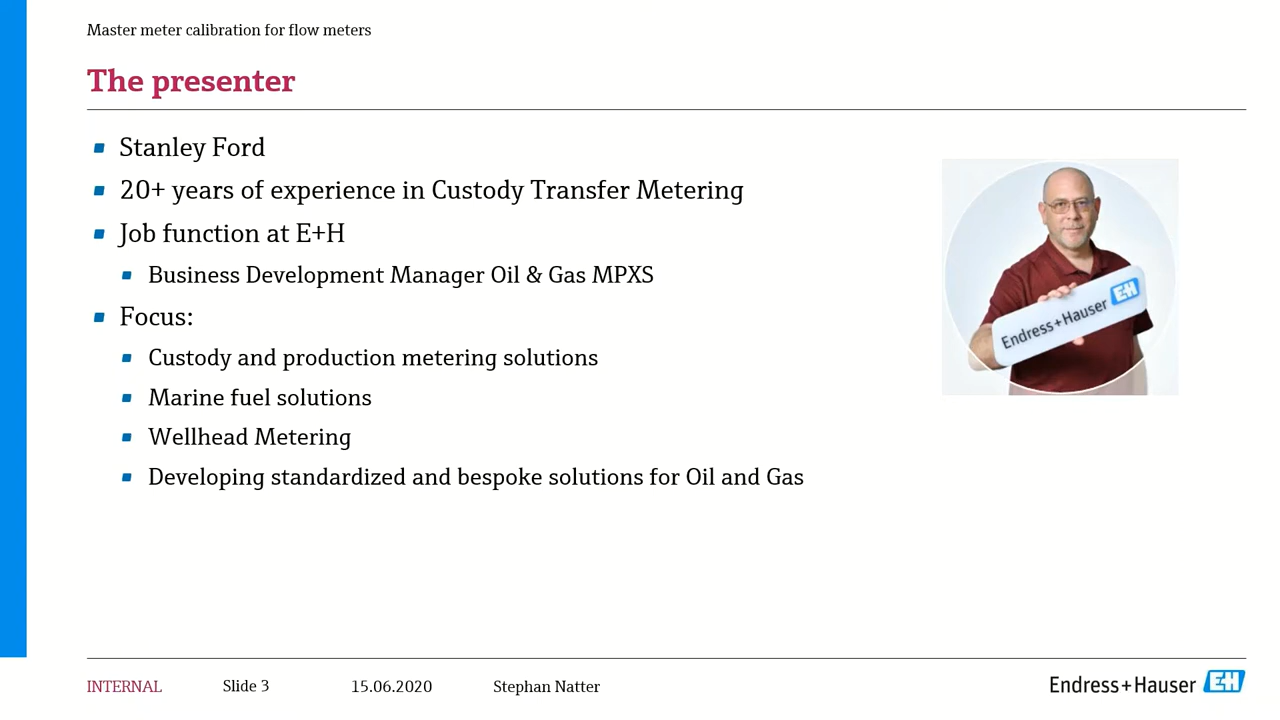 Master meter calibration for flow meters
The presenter
Stanley Ford
20+ years of experience in Custody Transfer Metering
Job function at E+H
Business Development Manager Oil & Gas MPXS
Focus:
Custody and production metering solutions
Marine fuel solutions
Wellhead Metering
Developing standardized and bespoke solutions for Oil and Gas
Endress+Hauser EH
INTERNAL Slide 3 15.06.2020 Stephan Natter
Endress+Hauser EH